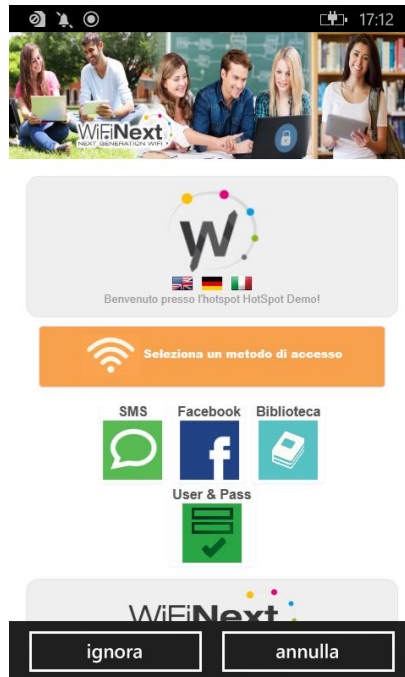 17:12
WiFiNext
NEXT GENERATION WIFI
W
Benvenuto presso l'hotspot HotSpot Demo!
Seleziona un metodo di accesso
SMS Facebook Biblioteca
f
User & Pass
WiFiNext
ignora annulla